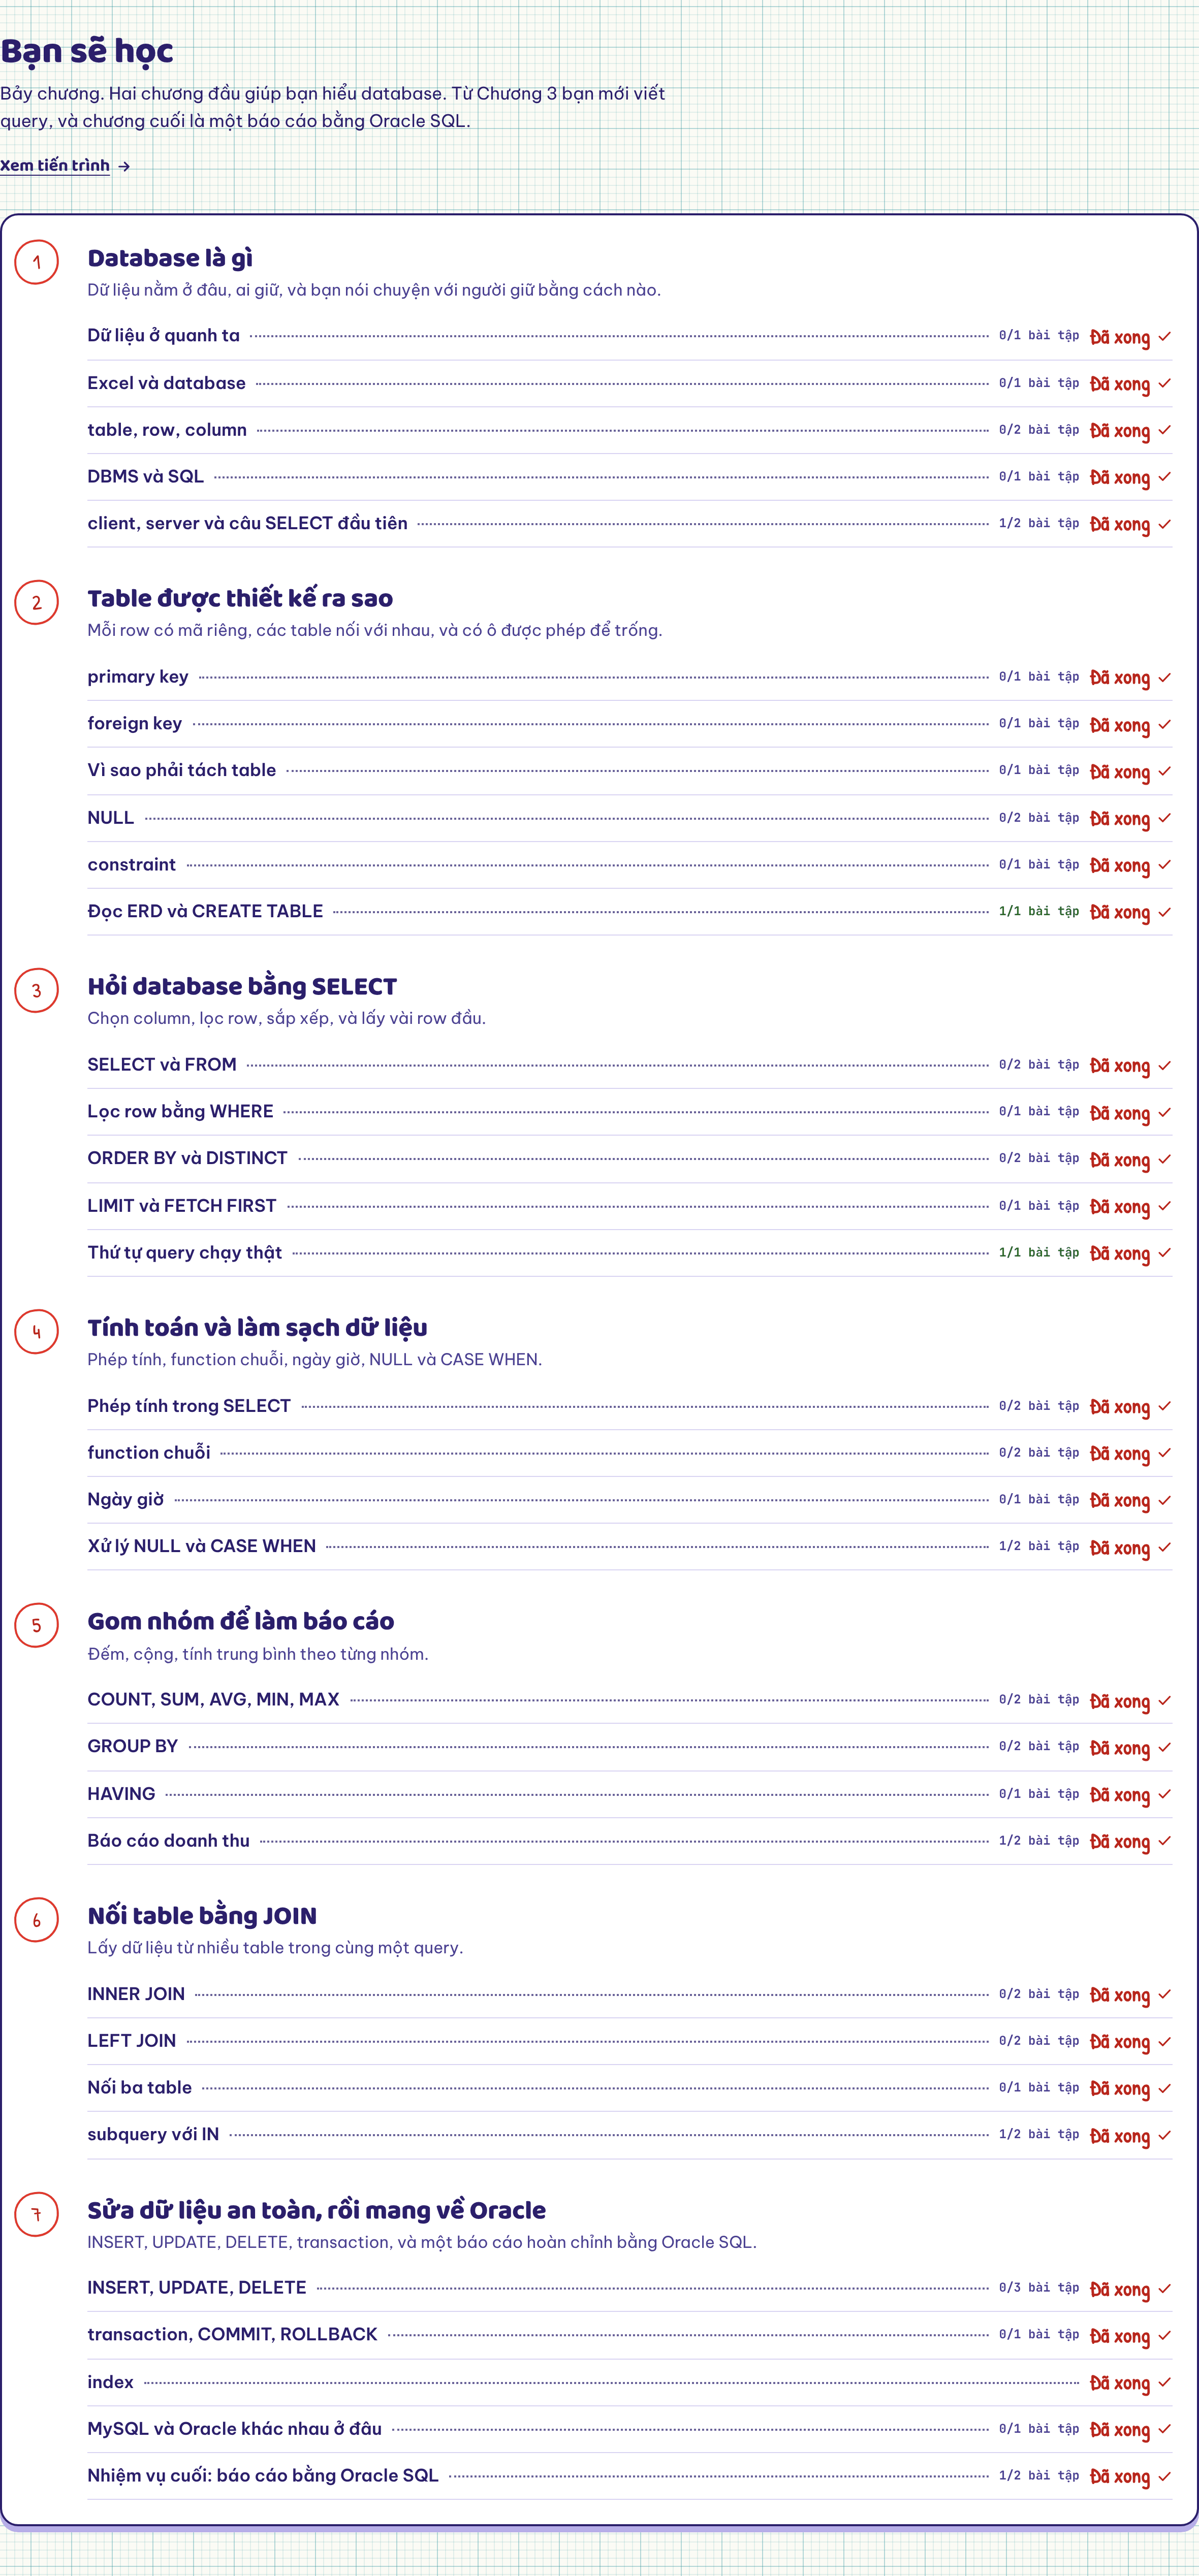 Bạn sẽ học
Bảy chương. Hai chương đầu giúp bạn hiểu database. Từ Chương 3 bạn mới viết
query, và chương cuối là một báo cáo bằng Oracle SQL.
Xem tiến trình →
1 Database là gì
Dữ liệu nằm ở đâu, ai giữ, và bạn nói chuyện với người giữ bằng cách nào.
Dữ liệu ở quanh ta 0/1 bài tập Đã xong ✓
Excel và database 0/1 bài tập Đã xong ✓
table, row, column 0/2 bài tập Đã xong ✓
DBMS và SQL 0/1 bài tập Đã xong ✓
client, server và câu SELECT đầu tiên 1/2 bài tập Đã xong ✓
2 Table được thiết kế ra sao
Mỗi row có mã riêng, các table nối với nhau, và có ô được phép để trống.
primary key 0/1 bài tập Đã xong ✓
foreign key 0/1 bài tập Đã xong ✓
Vì sao phải tách table 0/1 bài tập Đã xong ✓
NULL 0/2 bài tập Đã xong ✓
constraint 0/1 bài tập Đã xong ✓
Đọc ERD và CREATE TABLE 1/1 bài tập Đã xong ✓
3 Hỏi database bằng SELECT
Chọn column, lọc row, sắp xếp, và lấy vài row đầu.
SELECT và FROM 0/2 bài tập Đã xong ✓
Lọc row bằng WHERE 0/1 bài tập Đã xong ✓
ORDER BY và DISTINCT 0/2 bài tập Đã xong ✓
LIMIT và FETCH FIRST 0/1 bài tập Đã xong ✓
Thứ tự query chạy thật 1/1 bài tập Đã xong ✓
4 Tính toán và làm sạch dữ liệu
Phép tính, function chuỗi, ngày giờ, NULL và CASE WHEN.
Phép tính trong SELECT 0/2 bài tập Đã xong ✓
function chuỗi 0/2 bài tập Đã xong ✓
Ngày giờ 0/1 bài tập Đã xong ✓
Xử lý NULL và CASE WHEN 1/2 bài tập Đã xong ✓
5 Gom nhóm để làm báo cáo
Đếm, cộng, tính trung bình theo từng nhóm.
COUNT, SUM, AVG, MIN, MAX 0/2 bài tập Đã xong ✓
GROUP BY 0/2 bài tập Đã xong ✓
HAVING 0/1 bài tập Đã xong ✓
Báo cáo doanh thu 1/2 bài tập Đã xong ✓
6 Nối table bằng JOIN
Lấy dữ liệu từ nhiều table trong cùng một query.
INNER JOIN 0/2 bài tập Đã xong ✓
LEFT JOIN 0/2 bài tập Đã xong ✓
Nối ba table 0/1 bài tập Đã xong ✓
subquery với IN 1/2 bài tập Đã xong ✓
7 Sửa dữ liệu an toàn, rồi mang về Oracle
INSERT, UPDATE, DELETE, transaction, và một báo cáo hoàn chỉnh bằng Oracle SQL.
INSERT, UPDATE, DELETE 0/3 bài tập Đã xong ✓
transaction, COMMIT, ROLLBACK 0/1 bài tập Đã xong ✓
index Đã xong ✓
MySQL và Oracle khác nhau ở đâu 0/1 bài tập Đã xong ✓
Nhiệm vụ cuối: báo cáo bằng Oracle SQL 1/2 bài tập Đã xong ✓